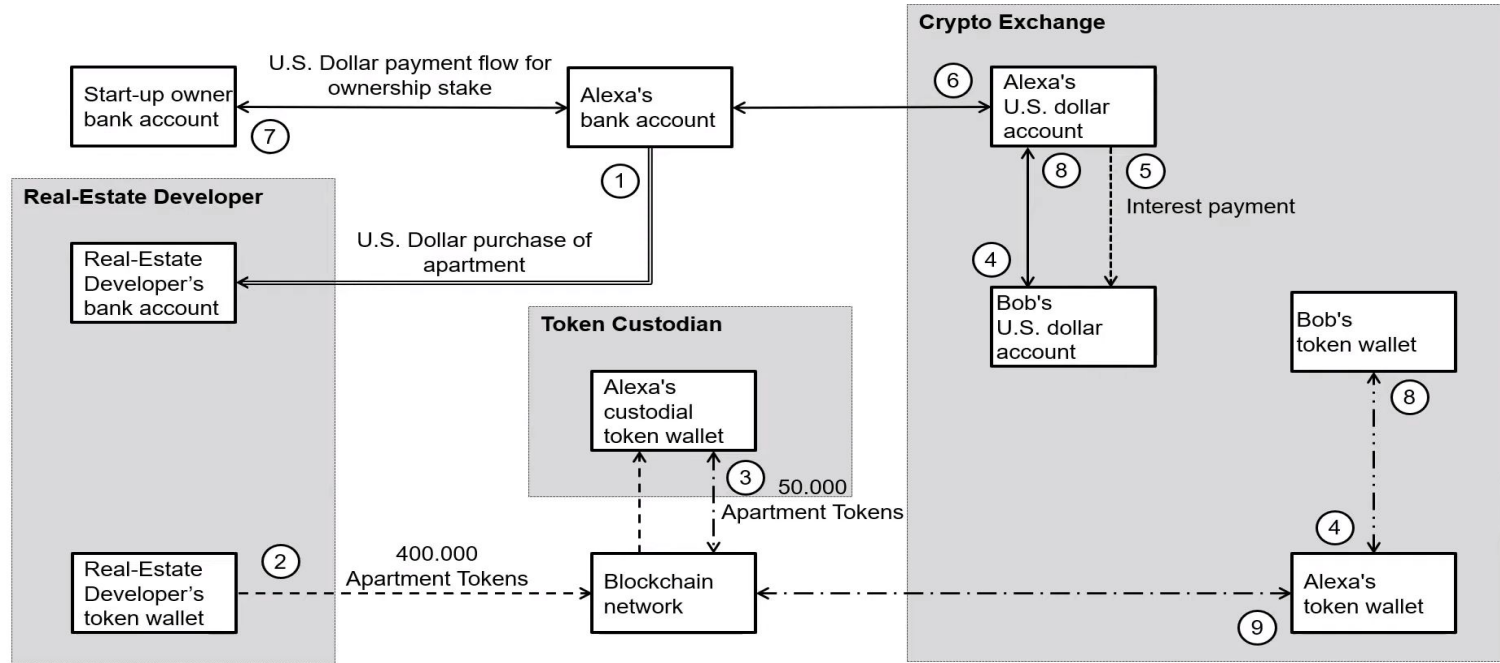 Crypto Exchange
U.S. Dollar payment flow for
ownership stake
Start-up owner
bank account
7
Alexa's
bank account
6
Alexa's
U.S. dollar
account
1
8
5
Interest payment
Real-Estate Developer
Real-Estate
Developer's
bank account
U.S. Dollar purchase of
apartment
4
Bob's
U.S. dollar
account
Bob's
token wallet
8
Token Custodian
Alexa's
custodial
token wallet
3
50.000
Apartment Tokens
4
Real-Estate
Developer's
token wallet
2
400.000
Apartment Tokens
Blockchain
network
9
Alexa's
token wallet